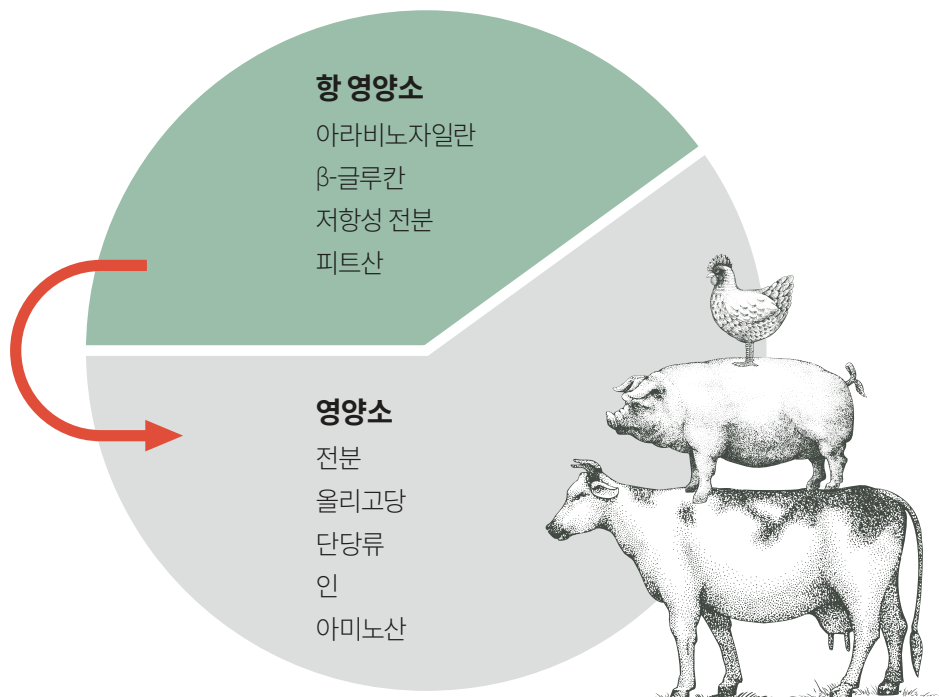 항 영양소
아라비노자일란
β-글루칸
저항성 전분
피트산
영양소
전분
올리고당
단당류
인
아미노산